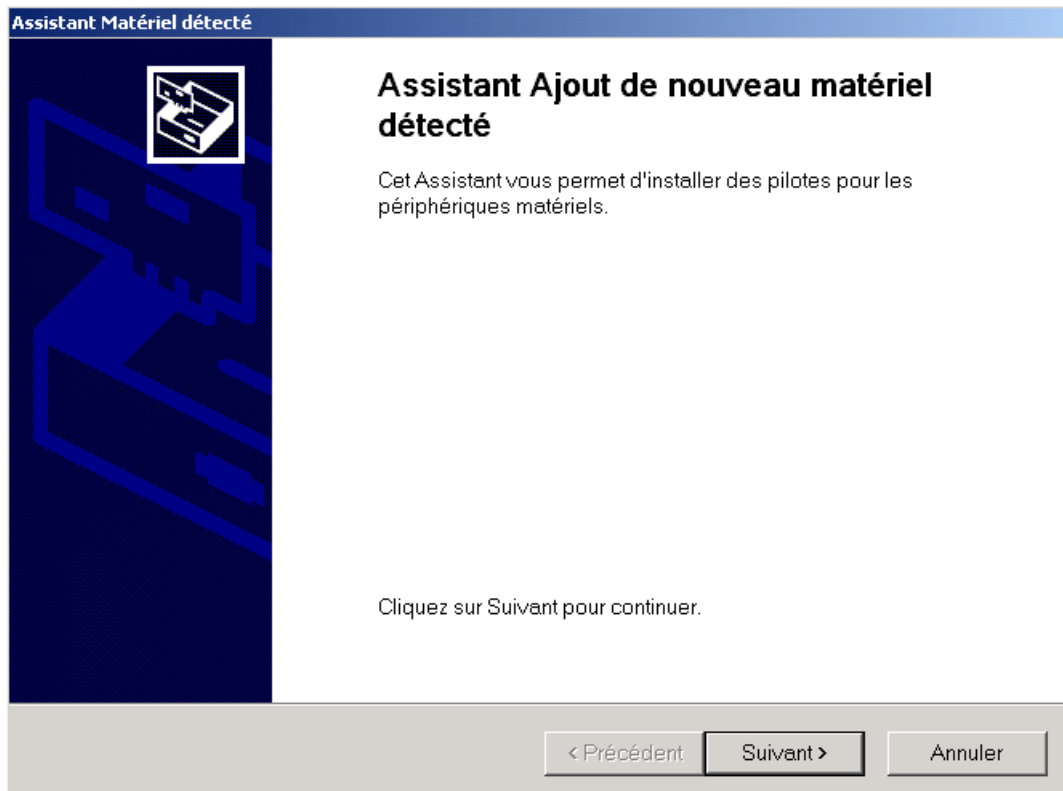 Assistant Matériel détecté
Assistant Ajout de nouveau matériel
détecté
Cet Assistant vous permet d'installer des pilotes pour les
périphériques matériels.
Cliquez sur Suivant pour continuer.
< Précédent
Suivant >
Annuler